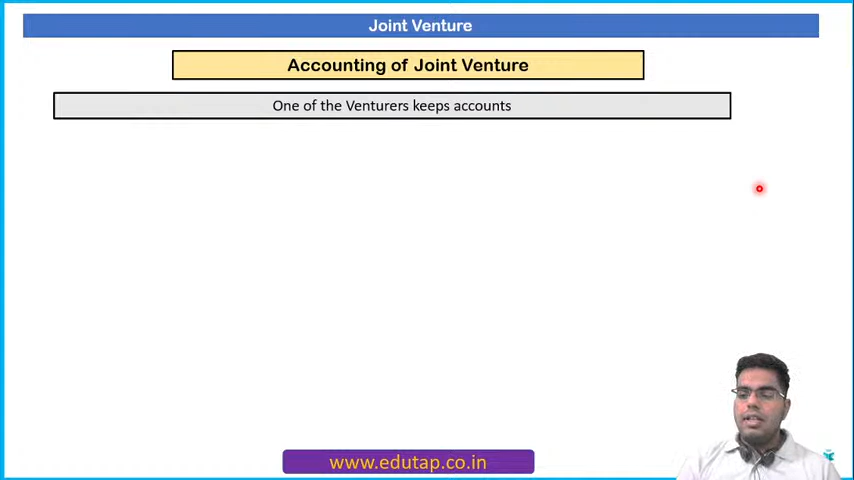 Joint Venture
Accounting of Joint Venture
One of the Venturers keeps accounts
www.edutap.co.in